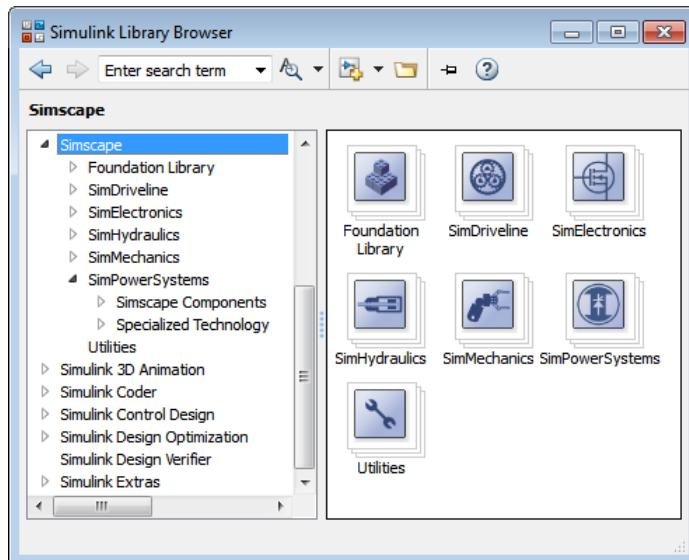 Simulink Library Browser
Enter search term
Simscape
Simscape
Foundation Library
SimDriveline
SimElectronics
SimHydraulics
SimMechanics
SimPowerSystems
Simscape Components
Specialized Technology
Utilities
Simulink 3D Animation
Simulink Coder
Simulink Control Design
Simulink Design Optimization
Simulink Design Verifier
Simulink Extras
Foundation
Library
SimDriveline
SimElectronics
SimHydraulics
SimMechanics
SimPowerSystems
Utilities